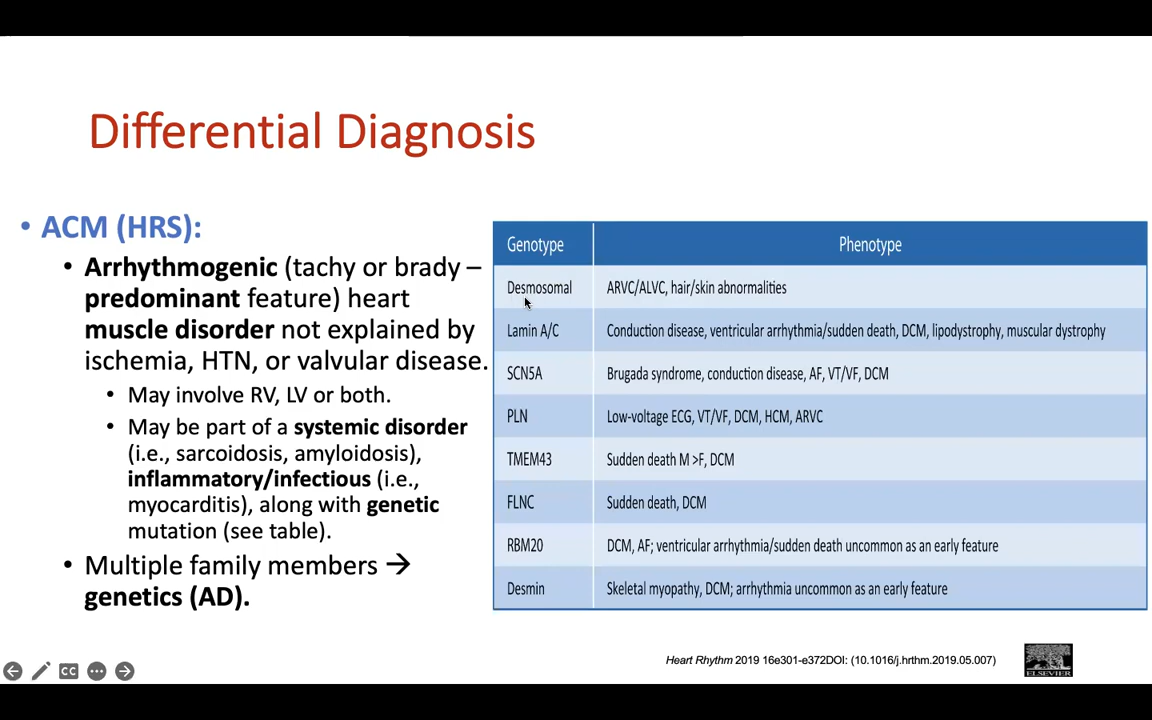 Differential Diagnosis
• ACM (HRS):
• Arrhythmogenic (tachy or brady –
predominant feature) heart
muscle disorder not explained by
ischemia, HTN, or valvular disease.
• May involve RV, LV or both.
• May be part of a systemic disorder
(i.e., sarcoidosis, amyloidosis),
inflammatory/infectious (i.e.,
myocarditis), along with genetic
mutation (see table).
• Multiple family members →
genetics (AD).
Genotype Phenotype
Desmosomal ARVC/ALVC, hair/skin abnormalities
Lamin A/C Conduction disease, ventricular arrhythmia/sudden death, DCM, lipodystrophy, muscular dystrophy
SCN5A Brugada syndrome, conduction disease, AF, VT/VF, DCM
PLN Low-voltage ECG, VT/VF, DCM, HCM, ARVC
TMEM43 Sudden death M >F, DCM
FLNC Sudden death, DCM
RBM20 DCM, AF; ventricular arrhythmia/sudden death uncommon as an early feature
Desmin Skeletal myopathy, DCM; arrhythmia uncommon as an early feature
Heart Rhythm 2019 16e301-e372DOI: (10.1016/j.hrthm.2019.05.007)
ELSEVIER
CC